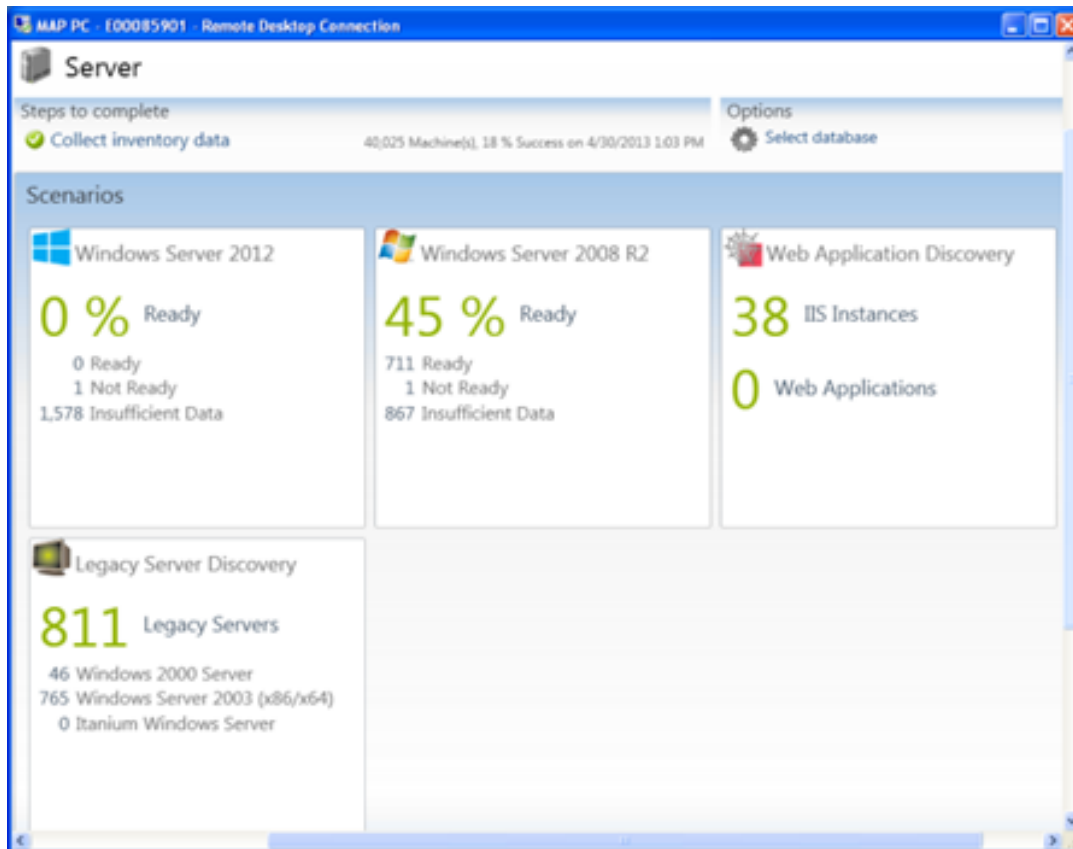 MAP PC - E00085901 - Remote Desktop Connection
Server
Steps to complete
Options
Collect inventory data
40,025 Machine(s), 18 % Success on 4/30/2013 1:03 PM
Select database
Scenarios
Windows Server 2012
0 % Ready
0 Ready
1 Not Ready
1,578 Insufficient Data
Windows Server 2008 R2
45 % Ready
711 Ready
1 Not Ready
867 Insufficient Data
Web Application Discovery
38 IIS Instances
0 Web Applications
Legacy Server Discovery
811 Legacy Servers
46 Windows 2000 Server
765 Windows Server 2003 (x86/x64)
0 Itanium Windows Server